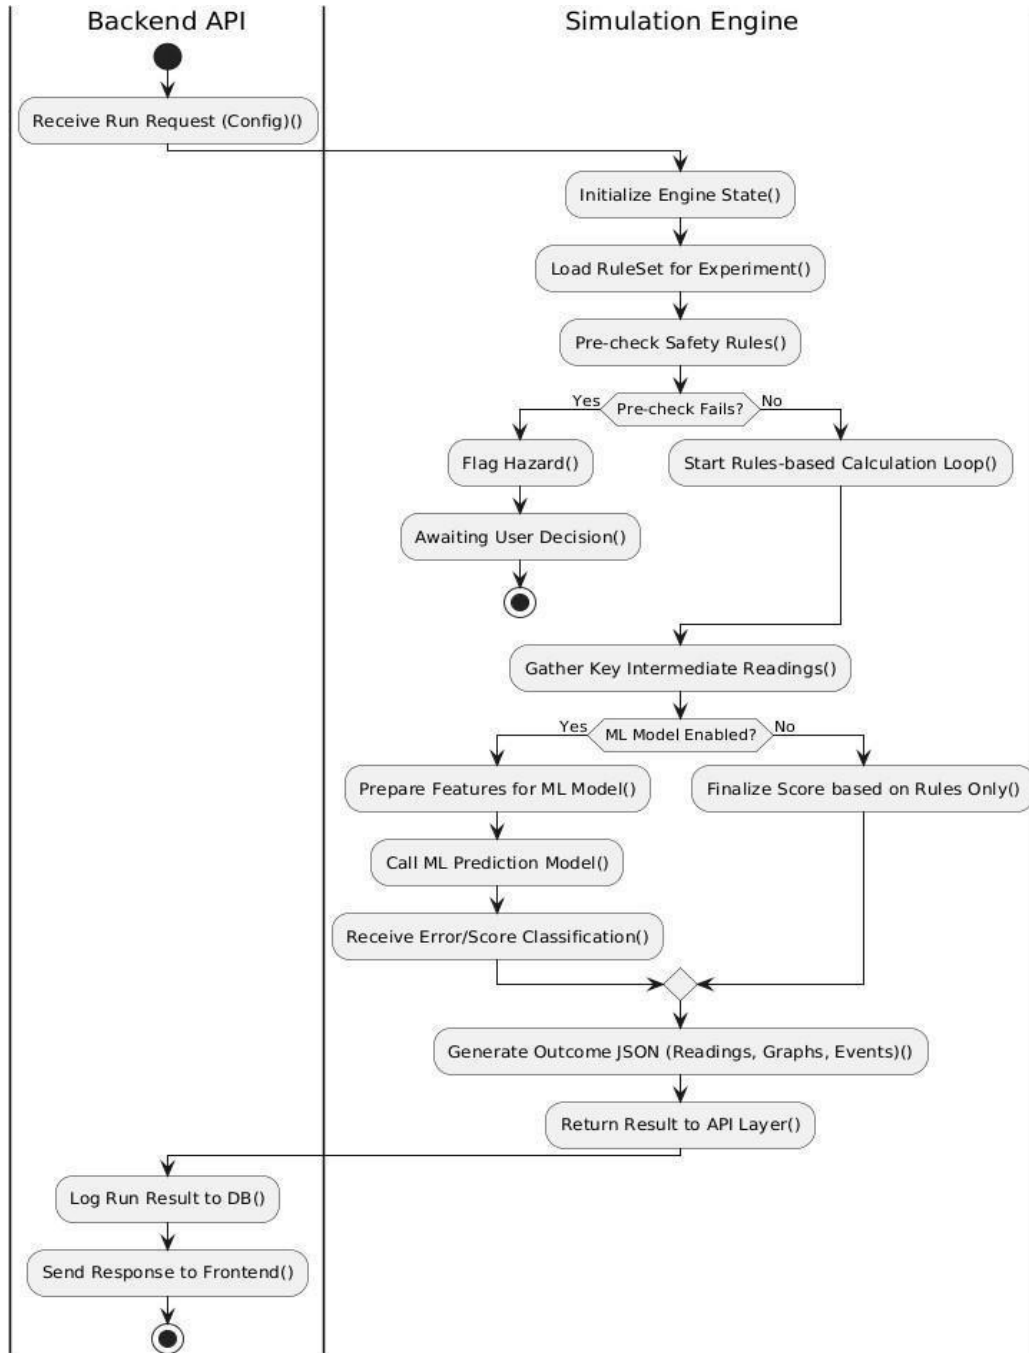 Backend API
Simulation Engine
Receive Run Request (Config)()
Initialize Engine State()
Load RuleSet for Experiment()
Pre-check Safety Rules()
Yes
Pre-check Fails?
No
Flag Hazard()
Start Rules-based Calculation Loop()
Awaiting User Decision()
Gather Key Intermediate Readings()
Yes
ML Model Enabled?
No
Prepare Features for ML Model()
Finalize Score based on Rules Only()
Call ML Prediction Model()
Receive Error/Score Classification()
Generate Outcome JSON (Readings, Graphs, Events)()
Return Result to API Layer()
Log Run Result to DB()
Send Response to Frontend()